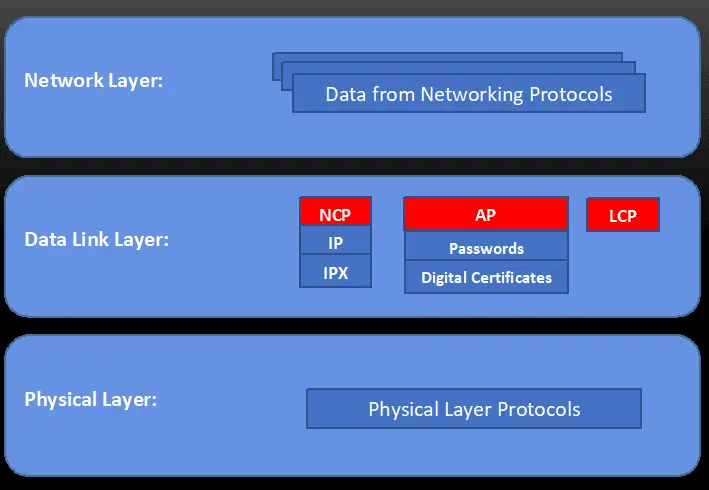 Network Layer:
Data from Networking Protocols
Data Link Layer:
NCP
IP
IPX
AP
Passwords
Digital Certificates
LCP
Physical Layer:
Physical Layer Protocols